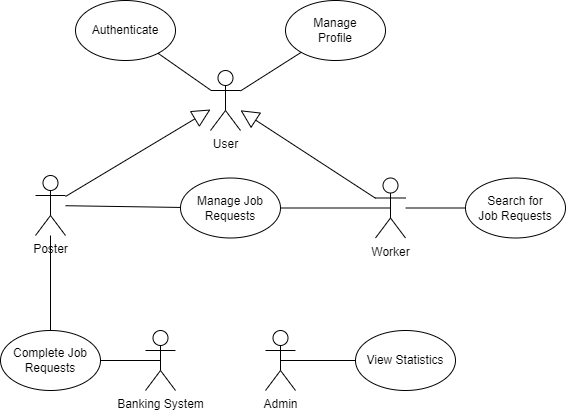 Authenticate
Manage
Profile
User
Manage Job
Requests
Search for
Job Requests
Poster
Worker
Complete Job
Requests
View Statistics
Banking System
Admin